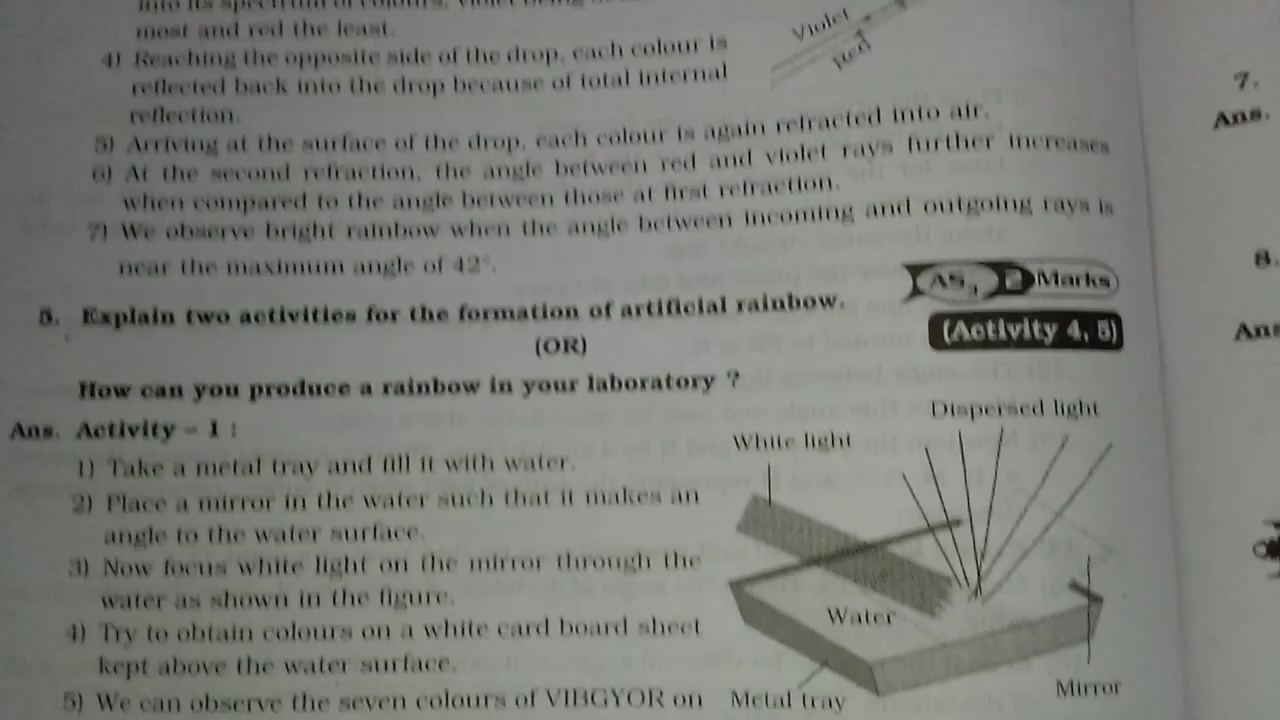 into its spectrum of colours, violet being
most and red the least.
4) Reaching the opposite side of the drop, each colour is
reflected back into the drop because of total internal
reflection.
Violet
Red
5) Arriving at the surface of the drop, each colour is again refracted into air.
6) At the second refraction, the angle between red and violet rays further increases
when compared to the angle between those at first refraction.
7) We observe bright rainbow when the angle between incoming and outgoing rays is
near the maximum angle of 42°.
AS1 2 Marks
5. Explain two activities for the formation of artificial rainbow.
(Activity 4, 5)
(OR)
How can you produce a rainbow in your laboratory ?
Ans. Activity – 1 :
1) Take a metal tray and fill it with water.
2) Place a mirror in the water such that it makes an
angle to the water surface.
3) Now focus white light on the mirror through the
water as shown in the figure.
4) Try to obtain colours on a white card board sheet
kept above the water surface.
5) We can observe the seven colours of VIBGYOR on
White light
Dispersed light
Water
Metal tray
Mirror
7.
Ans.
8.
Ans